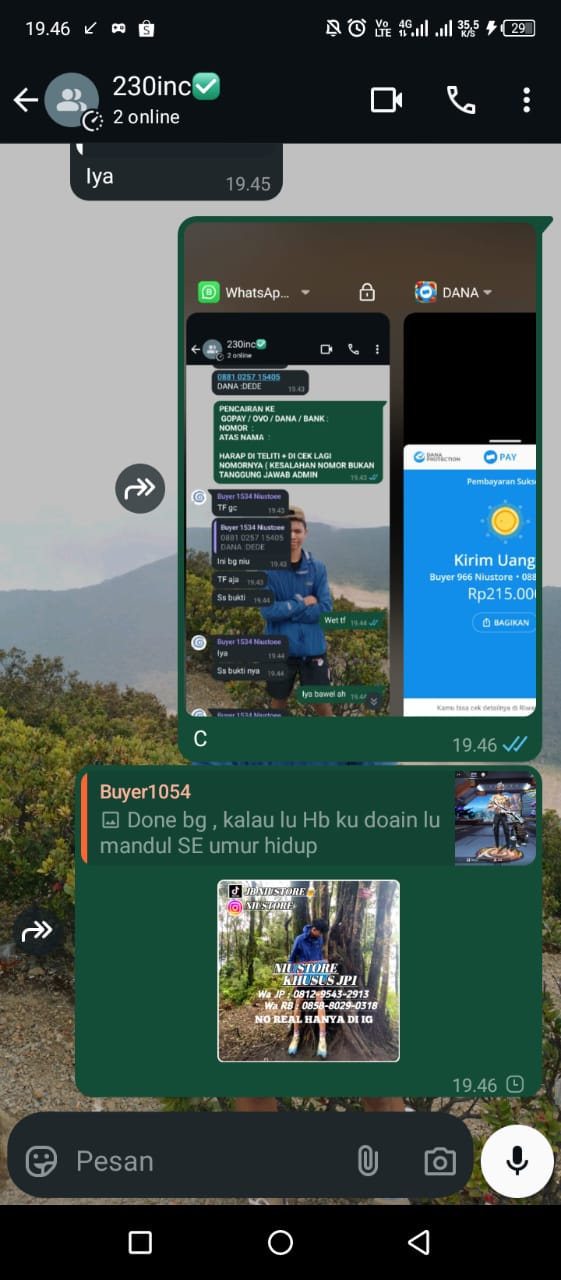 19.46
Vo
LTE
4G
35,5
K/S
29
230inc✅
2 online
Iya
19.45
WhatsAp...
DANA
230inc✅
2 online
0881 0257 15405
DANA :DEDE
19.43
PENCAIRAN KE
GOPAY / OVO / DANA / BANK :
NOMOR :
ATAS NAMA :
HARAP DI TELITI + DI CEK LAGI
NOMORNYA ( KESALAHAN NOMOR BUKAN
TANGGUNG JAWAB ADMIN
19.43
Buyer 1534 Niustoee
TF gc
19.43
Buyer 1534 Niustoee
0881 0257 15405
DANA :DEDE
Ini bg niu
19.43
TF aja
19.43
Ss bukti
19.44
Wet tf
19.44
Buyer 1534 Niustoee
Iya
19.44
Ss bukti nya
19.44
Iya bawel ah
19.44
Buyer 1534 Niustoee
DANA
PROTECTION
PAY
Pembayaran Suks
Kirim Uang
Buyer 966 Niustore • 088
Rp215.00
BAGIKAN
Kamu bisa cek detailnya di Riwa
C
19.46
Buyer1054
Done bg , kalau lu Hb ku doain lu
mandul SE umur hidup
JB NIUSTORE
NIUSTORE
NIU STORE
KHUSUS JPI
Wa JP : 0812-9543-2913
Wa RB : 0858-8029-0318
NO REAL HANYA DI IG
19.46
Pesan